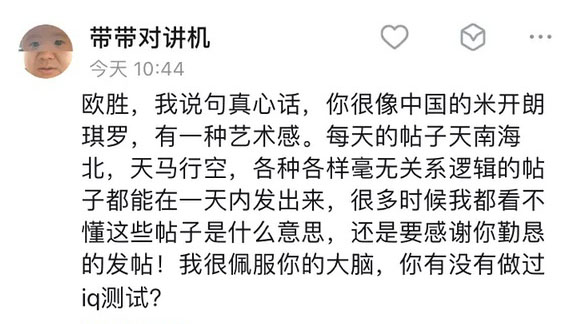 带带对讲机
今天 10:44
欧胜，我说句真心话，你很像中国的米开朗
琪罗，有一种艺术感。每天的帖子天南海
北，天马行空，各种各样毫无关系逻辑的帖
子都能在一天内发出来，很多时候我都看不
懂这些帖子是什么意思，还是要感谢你勤恳
的发帖！我很佩服你的大脑，你有没有做过
iq测试?